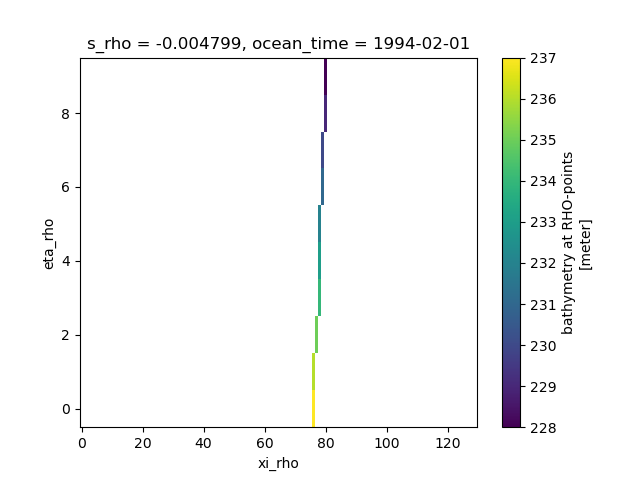 s_rho = -0.004799, ocean_time = 1994-02-01
8
6
4
2
0
eta_rho
0 20 40 60 80 100 120
xi_rho
237
236
235
234
233
232
231
230
229
228
bathymetry at RHO-points
[meter]